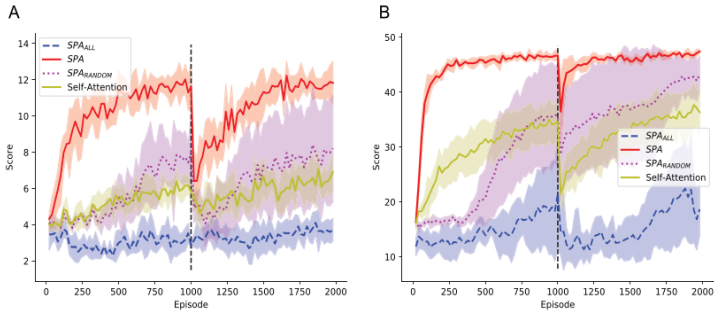 A
14
12
10
8
6
4
2
Score
SPA_ALL
SPA
SPA_RANDOM
Self-Attention
0
250
500
750
1000
1250
1500
1750
2000
Episode
B
50
40
30
20
10
Score
SPA_ALL
SPA
SPA_RANDOM
Self-Attention
0
250
500
750
1000
1250
1500
1750
2000
Episode